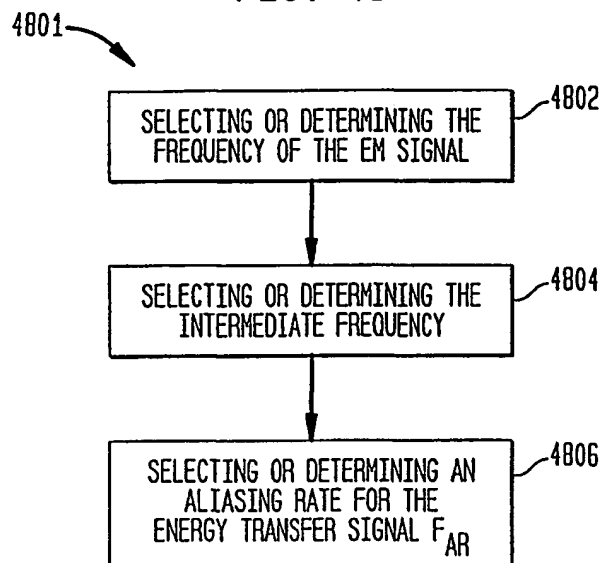 4801
4802
SELECTING OR DETERMINING THE
FREQUENCY OF THE EM SIGNAL
4804
SELECTING OR DETERMINING THE
INTERMEDIATE FREQUENCY
4806
SELECTING OR DETERMINING AN
ALIASING RATE FOR THE
ENERGY TRANSFER SIGNAL F_AR